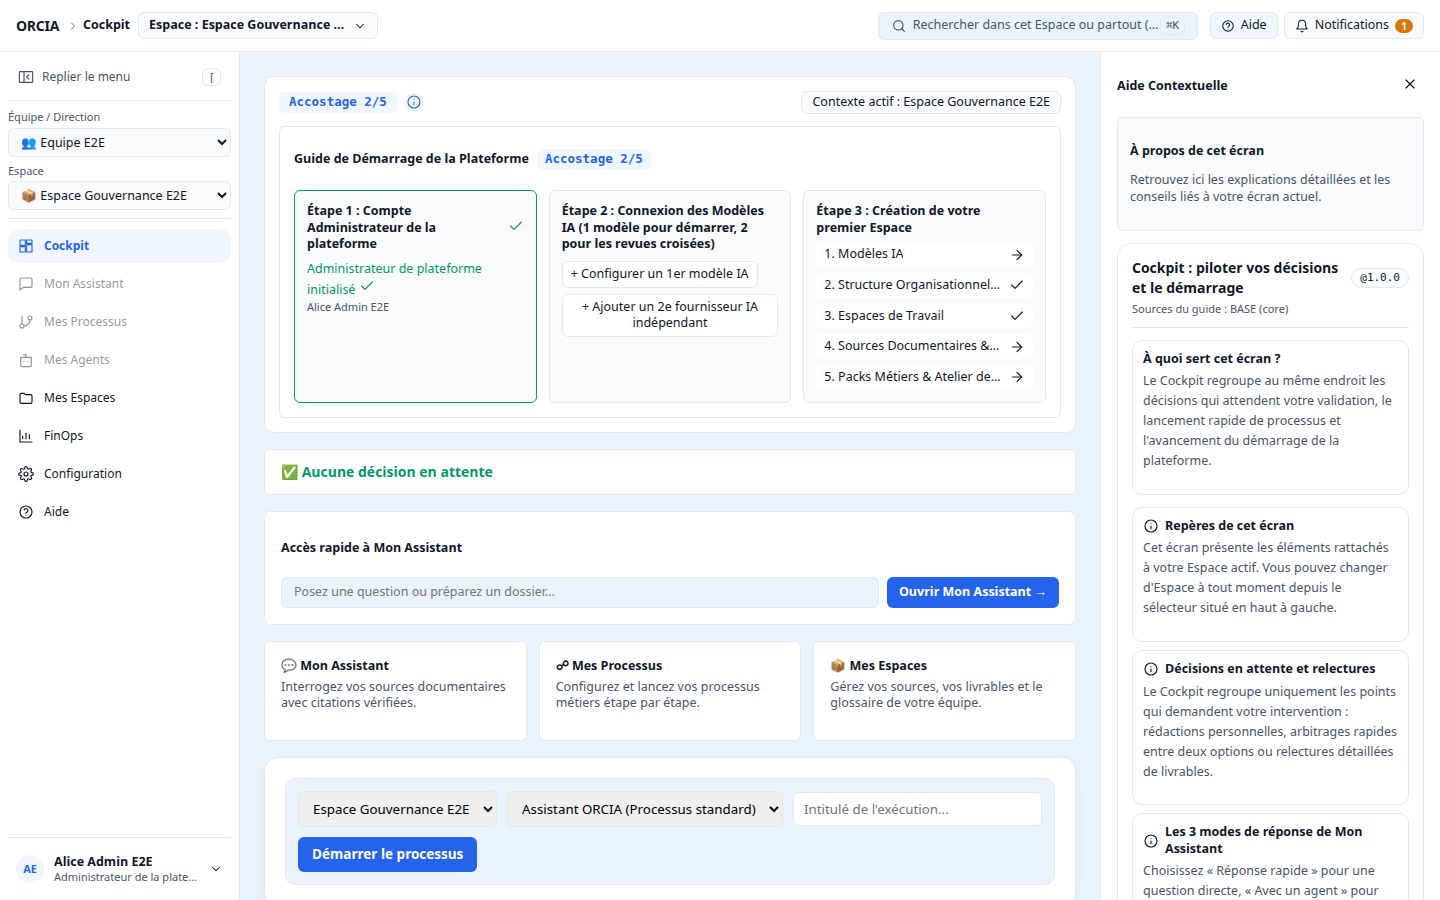 ORCIA
Cockpit
Espace : Espace Gouvernance ...
Rechercher dans cet Espace ou partout (... ⌘K
Aide
Notifications 1
Replier le menu [
Équipe / Direction
👥 Equipe E2E
Espace
📦 Espace Gouvernance E2E
Cockpit
Mon Assistant
Mes Processus
Mes Agents
Mes Espaces
FinOps
Configuration
Aide
AE
Alice Admin E2E
Administrateur de la plate...
Accostage 2/5
Contexte actif : Espace Gouvernance E2E
Guide de Démarrage de la Plateforme Accostage 2/5
Étape 1 : Compte
Administrateur de la
plateforme
Administrateur de plateforme
initialisé
Alice Admin E2E
Étape 2 : Connexion des Modèles
IA (1 modèle pour démarrer, 2
pour les revues croisées)
+ Configurer un 1er modèle IA
+ Ajouter un 2e fournisseur IA
indépendant
Étape 3 : Création de votre
premier Espace
1. Modèles IA
2. Structure Organisationnel...
3. Espaces de Travail
4. Sources Documentaires &...
5. Packs Métiers & Atelier de...
✅ Aucune décision en attente
Accès rapide à Mon Assistant
Posez une question ou préparez un dossier...
Ouvrir Mon Assistant →
💬 Mon Assistant
Interrogez vos sources documentaires
avec citations vérifiées.
☍ Mes Processus
Configurez et lancez vos processus
métiers étape par étape.
📦 Mes Espaces
Gérez vos sources, vos livrables et le
glossaire de votre équipe.
Espace Gouvernance E2E
Assistant ORCIA (Processus standard)
Intitulé de l'exécution...
Démarrer le processus
Aide Contextuelle
À propos de cet écran
Retrouvez ici les explications détaillées et les
conseils liés à votre écran actuel.
Cockpit : piloter vos décisions
et le démarrage
@1.0.0
Sources du guide : BASE (core)
À quoi sert cet écran ?
Le Cockpit regroupe au même endroit les
décisions qui attendent votre validation, le
lancement rapide de processus et
l'avancement du démarrage de la
plateforme.
Repères de cet écran
Cet écran présente les éléments rattachés
à votre Espace actif. Vous pouvez changer
d'Espace à tout moment depuis le
sélecteur situé en haut à gauche.
Décisions en attente et relectures
Le Cockpit regroupe uniquement les points
qui demandent votre intervention :
rédactions personnelles, arbitrages rapides
entre deux options ou relectures détaillées
de livrables.
Les 3 modes de réponse de Mon
Assistant
Choisissez « Réponse rapide » pour une
question directe, « Avec un agent » pour